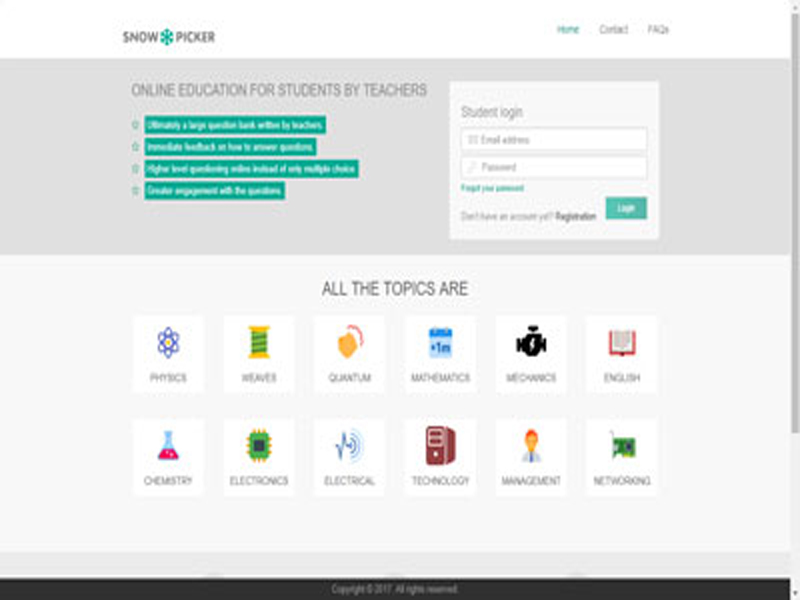 SNOW PICKER
Home Contact FAQs
ONLINE EDUCATION FOR STUDENTS BY TEACHERS
Ultimately a large question bank written by teachers.
Immediate feedback on how to answer questions.
Higher level questioning online instead of only multiple choice.
Greater engagement with the questions.
Student login
Email address
Password
Forgot your password
Don't have an account yet? Registration
Login
ALL THE TOPICS ARE
+1m
PHYSICS WEAVES QUANTUM MATHEMATICS MECHANICS ENGLISH
CHEMISTRY ELECTRONICS ELECTRICAL TECHNOLOGY MANAGEMENT NETWORKING
Copyright © 2017. All rights reserved.